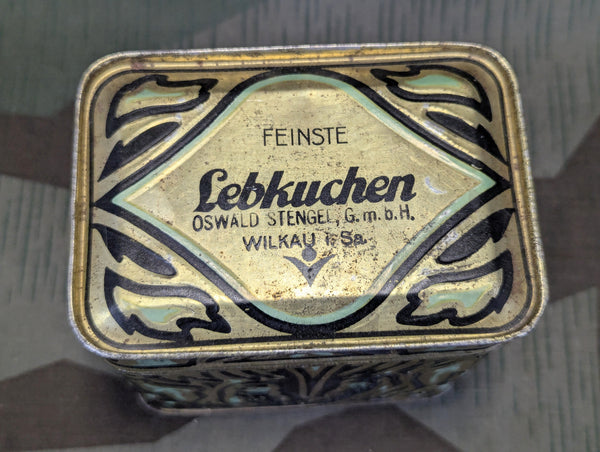 FEINSTE
Lebkuchen
OSWALD STENGEL, G.m.b.H.
WILKAU i. Sa.